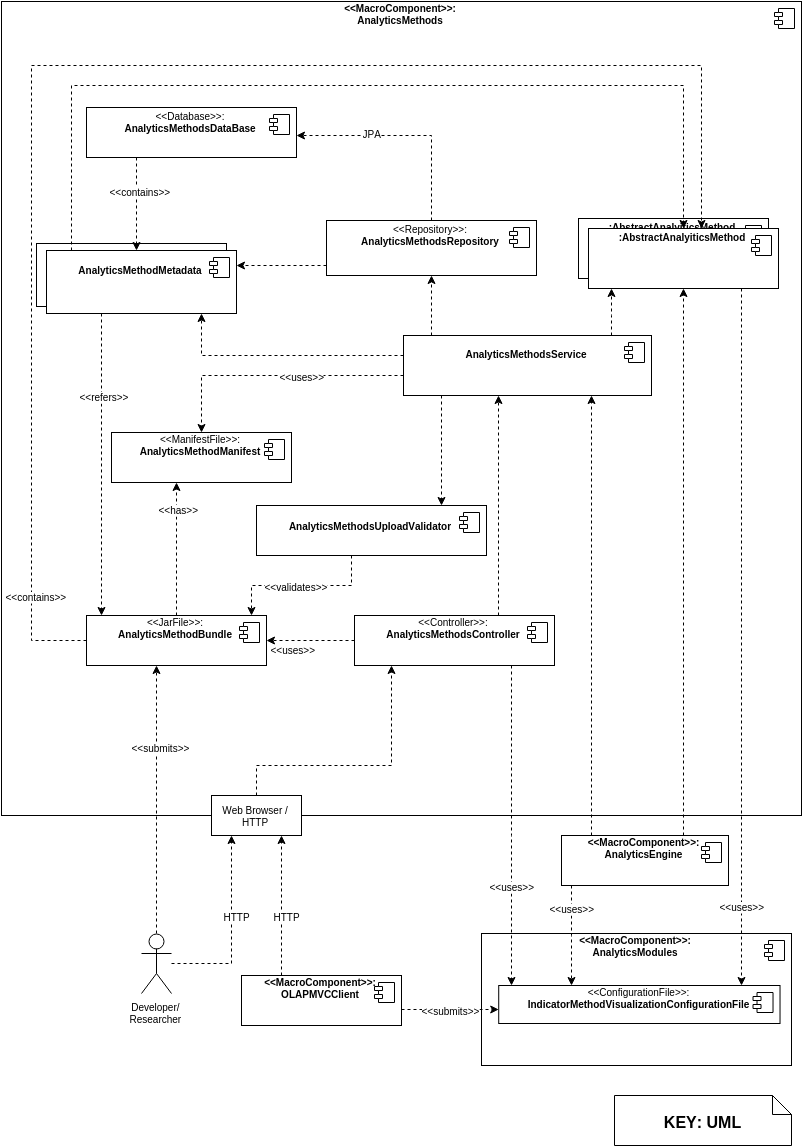 <<MacroComponent>>:
AnalyticsMethods
<<Database>>:
AnalyticsMethodsDataBase
JPA
<<contains>>
<<Repository>>:
AnalyticsMethodsRepository
:AbstractAnalyiticsMethod
:AbstractAnalyiticsMethod
AnalyticsMethodMetadata
AnalyticsMethodsService
<<uses>>
<<refers>>
<<ManifestFile>>:
AnalyticsMethodManifest
<<has>>
AnalyticsMethodsUploadValidator
<<validates>>
<<contains>>
<<JarFile>>:
AnalyticsMethodBundle
<<uses>>
<<Controller>>:
AnalyticsMethodsController
<<submits>>
Web Browser /
HTTP
<<MacroComponent>>:
AnalyticsEngine
<<uses>>
<<uses>>
<<uses>>
HTTP
HTTP
<<MacroComponent>>:
AnalyticsModules
<<MacroComponent>>:
OLAPMVCClient
<<ConfigurationFile>>:
IndicatorMethodVisualizationConfigurationFile
<<submits>>
Developer/
Researcher
KEY: UML